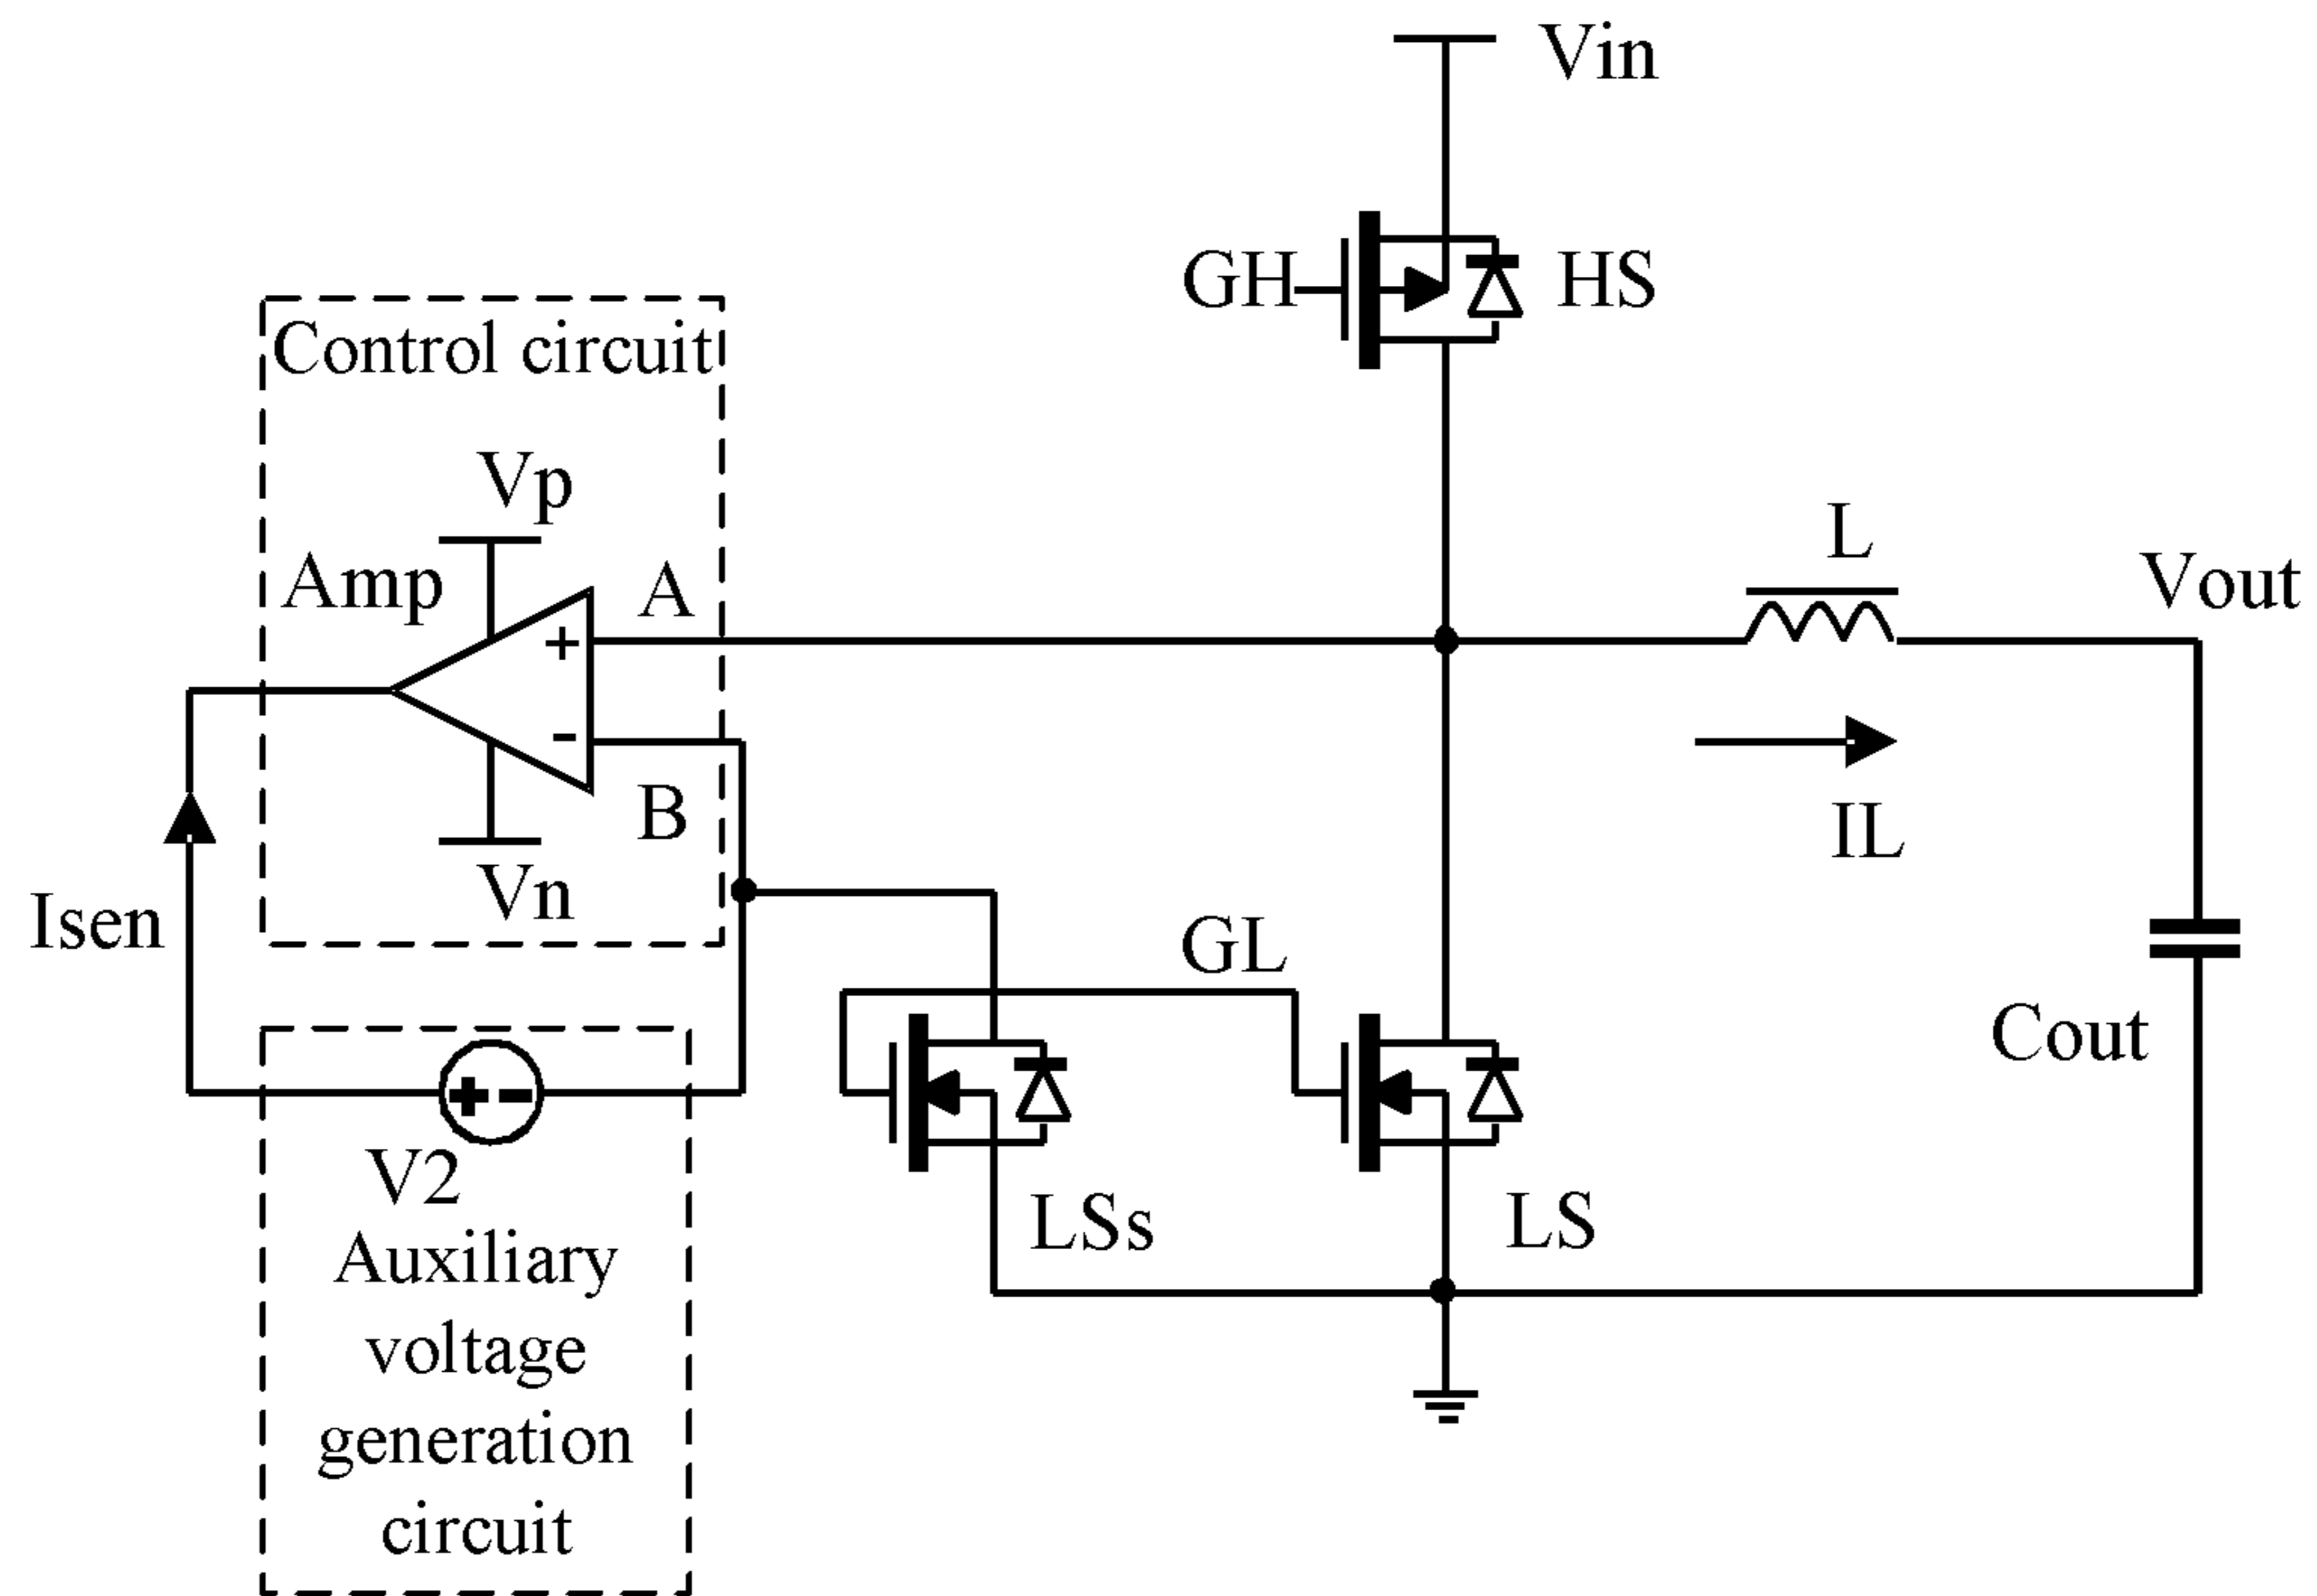 Vin
GH
HS
Control circuit
Vp
Amp
A
+
-
B
Vn
L
Vout
IL
Isen
GL
Cout
+ -
V2
LSs
LS
Auxiliary
voltage
generation
circuit